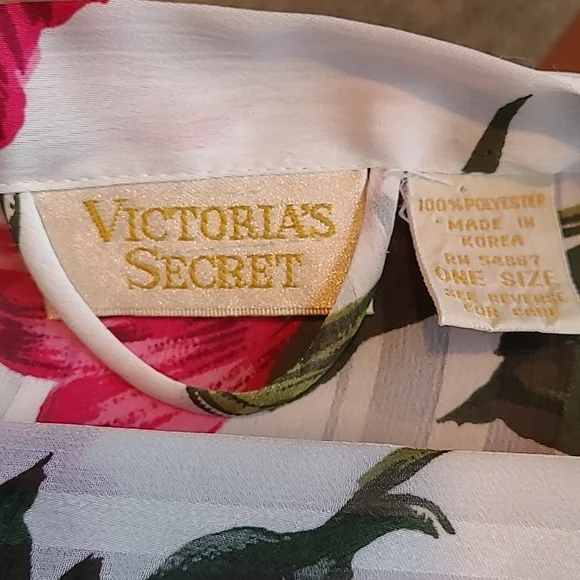 VICTORIA'S
SECRET
100% POLYESTER
MADE IN
KOREA
RN 54867
ONE SIZE
SEE REVERSE
FOR CARE